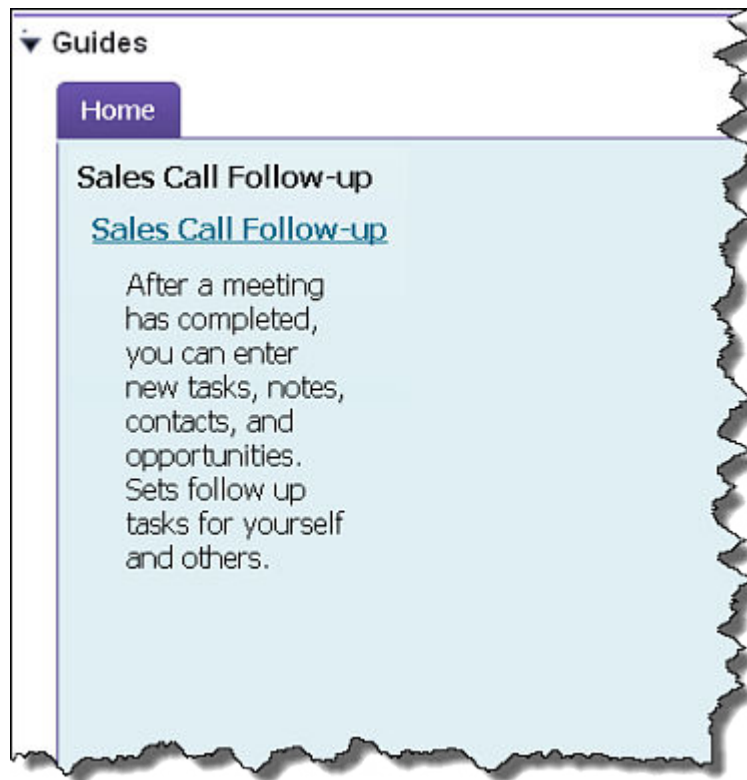 Guides
Home
Sales Call Follow-up
Sales Call Follow-up
After a meeting
has completed,
you can enter
new tasks, notes,
contacts, and
opportunities.
Sets follow up
tasks for yourself
and others.